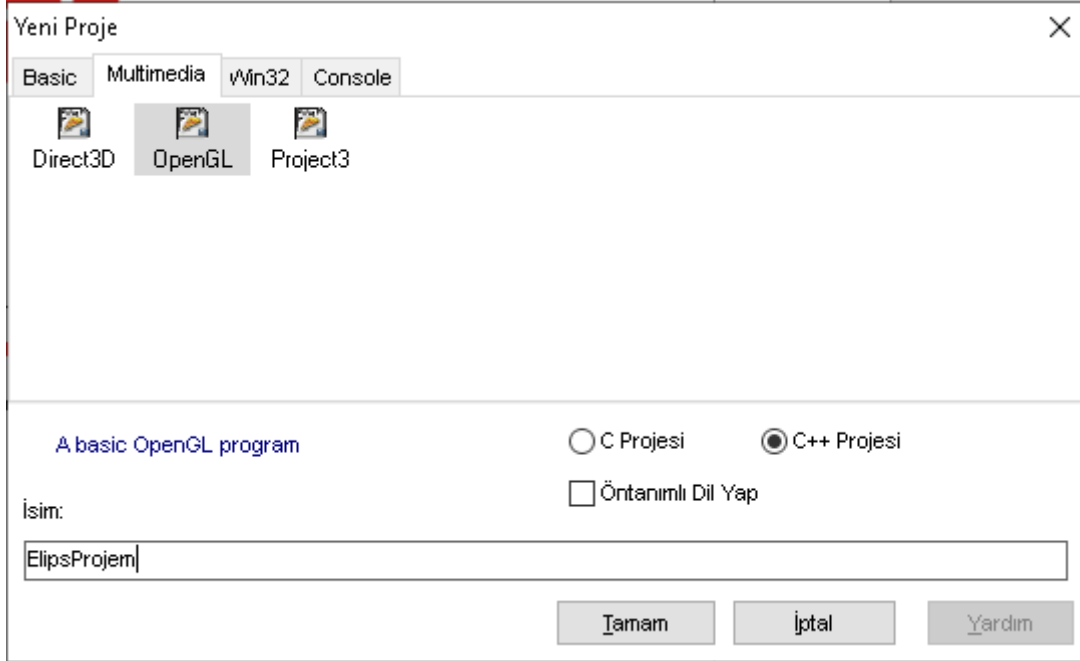 Yeni Proje
Basic Multimedia Win32 Console
Direct3D OpenGL Project3
A basic OpenGL program
C Projesi C++ Projesi
Öntanımlı Dil Yap
İsim:
ElipsProjem
Tamam İptal Yardım